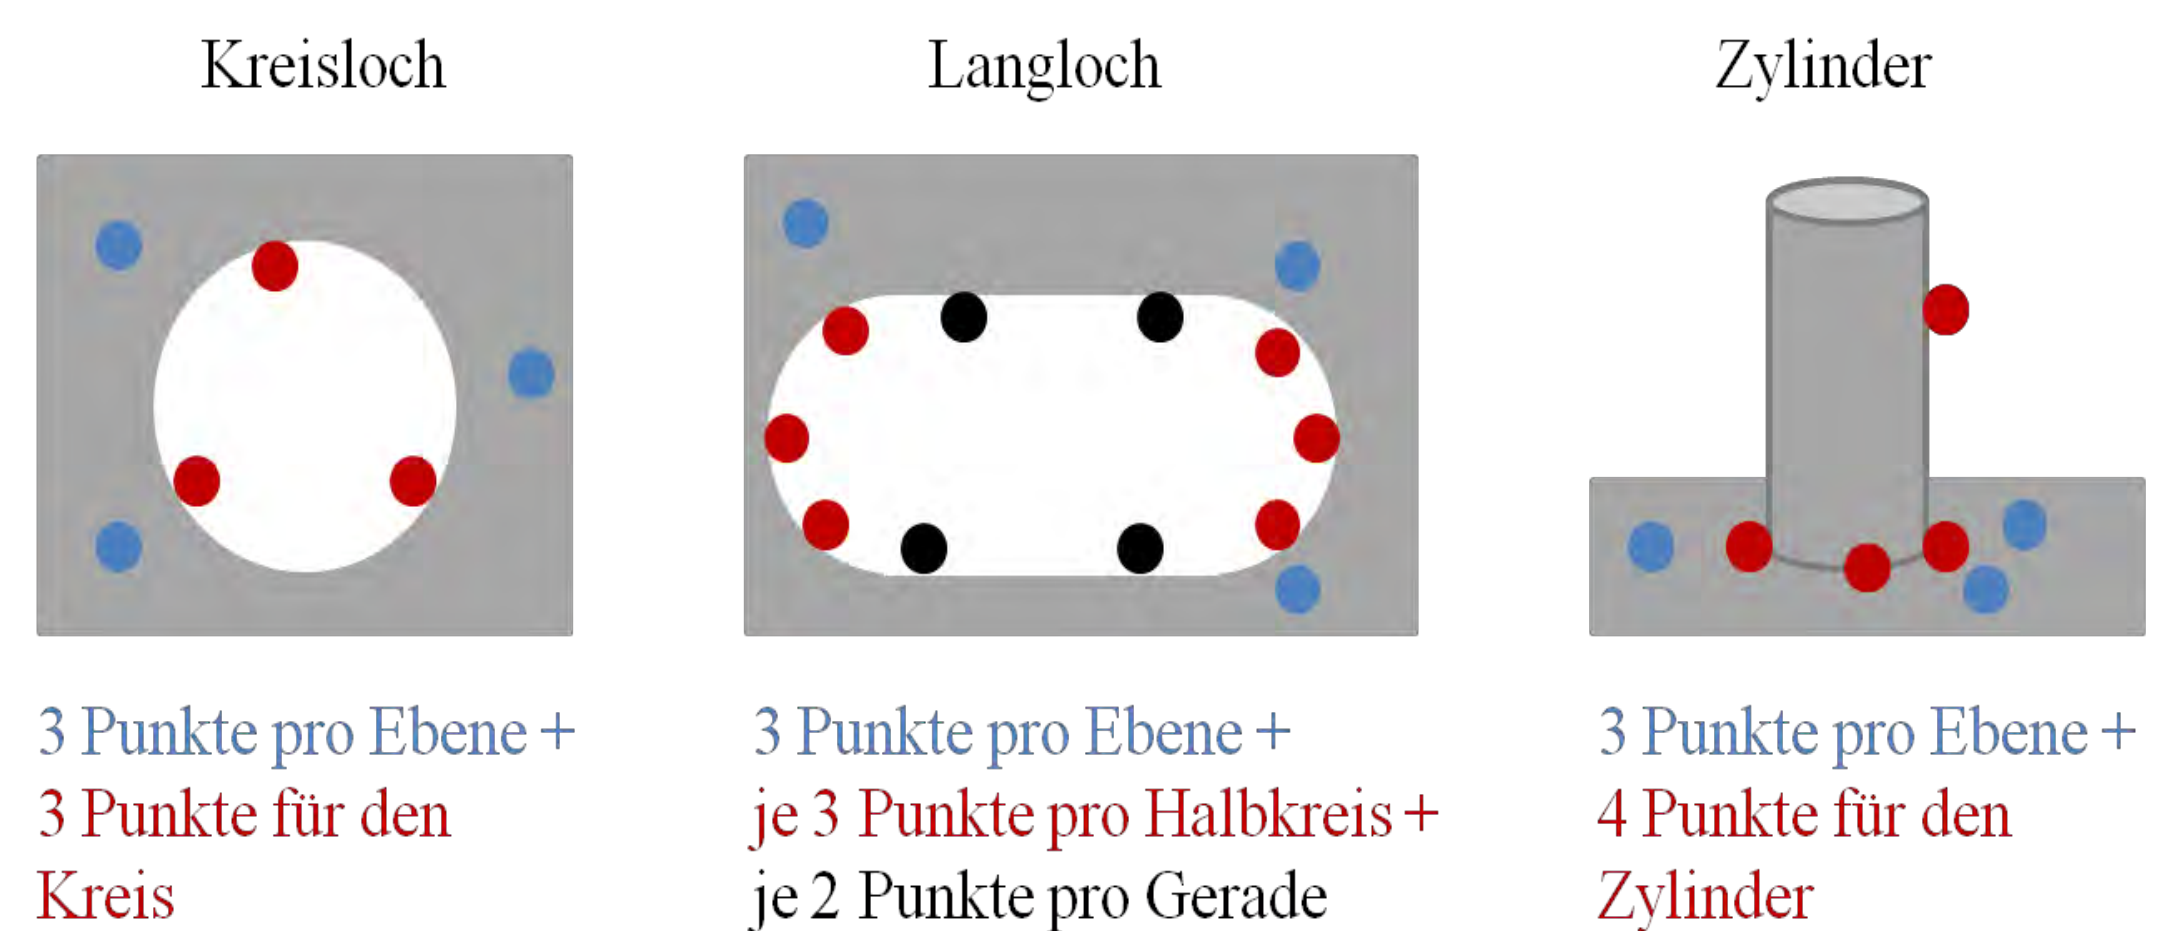 Kreisloch
Langloch
Zylinder
3 Punkte pro Ebene +
3 Punkte für den
Kreis
3 Punkte pro Ebene +
je 3 Punkte pro Halbkreis +
je 2 Punkte pro Gerade
3 Punkte pro Ebene +
4 Punkte für den
Zylinder